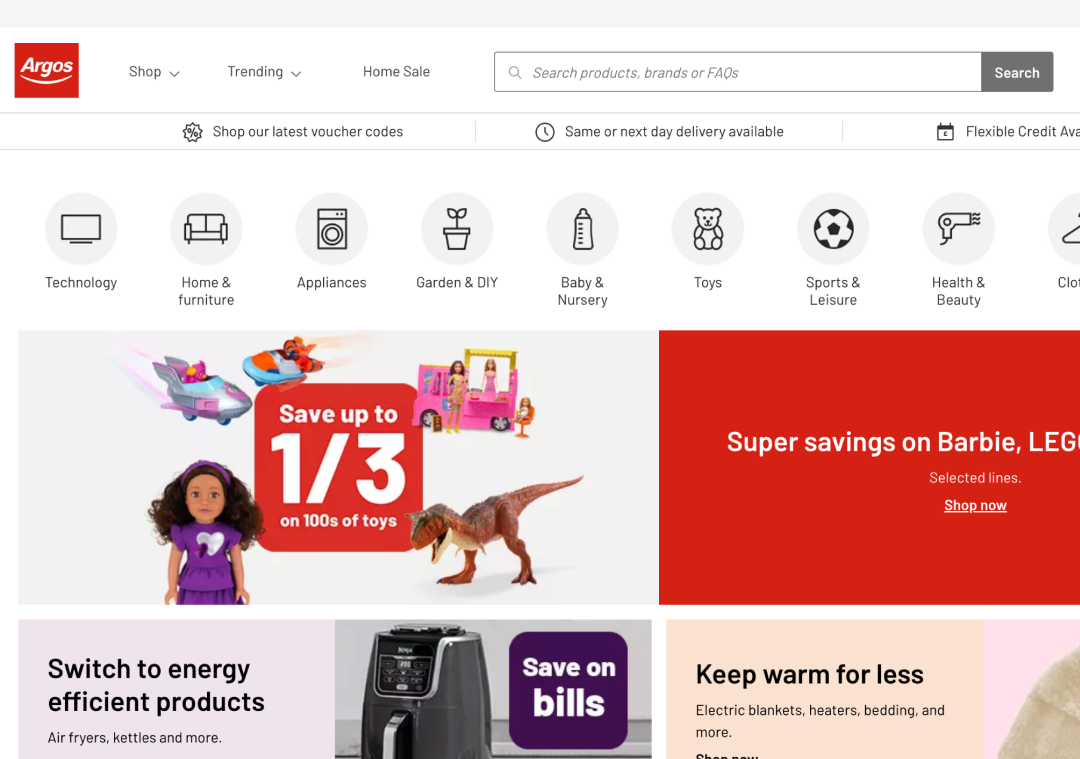 Argos
Shop
Trending
Home Sale
Search products, brands or FAQs
Search
Shop our latest voucher codes
Same or next day delivery available
Flexible Credit Ava
Technology
Home &
furniture
Appliances
Garden & DIY
Baby &
Nursery
Toys
Sports &
Leisure
Health &
Beauty
Clot
Save up to
1/3
on 100s of toys
Super savings on Barbie, LEGO
Selected lines.
Shop now
Switch to energy
efficient products
Air fryers, kettles and more.
Ninja
Save on
bills
Keep warm for less
Electric blankets, heaters, bedding, and
more.
Shop now